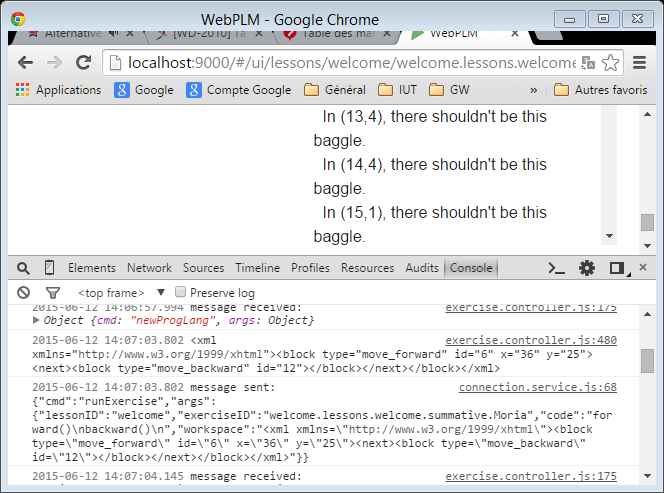 WebPLM - Google Chrome
Alternative
[WD-2010] Ta
Table des mat
WebPLM
localhost:9000/#/ui/lessons/welcome/welcome.lessons.welcome
Applications Google Compte Google Général IUT GW » Autres favoris
In (13,4), there shouldn't be this
baggle.
In (14,4), there shouldn't be this
baggle.
In (15,1), there shouldn't be this
baggle.
Elements Network Sources Timeline Profiles Resources Audits Console
<top frame> Preserve log
2015-06-12 14:06:57.994 message received: exercise.controller.js:175
Object {cmd: "newProgLang", args: Object}
2015-06-12 14:07:03.802 <xml exercise.controller.js:480
xmlns="http://www.w3.org/1999/xhtml"><block type="move_forward" id="6" x="36" y="25">
<next><block type="move_backward" id="12"></block></next></block></xml>
2015-06-12 14:07:03.802 message sent: connection.service.js:68
{"cmd":"runExercise","args":
{"lessonID":"welcome","exerciseID":"welcome.lessons.welcome.summative.Moria","code":"for
ward()\nbackward()\n","workspace":"<xml xmlns=\"http://www.w3.org/1999/xhtml\"><block
type=\"move_forward\" id=\"6\" x=\"36\" y=\"25\"><next><block type=\"move_backward\"
id=\"12\"></block></next></block></xml>"}}
2015-06-12 14:07:04.145 message received: exercise.controller.js:175